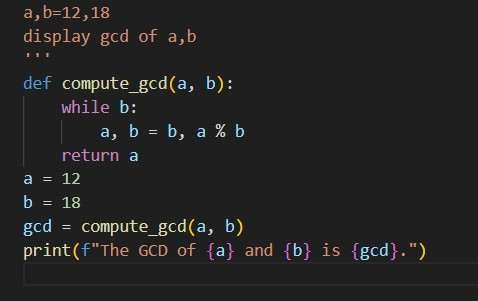 a,b=12,18
display gcd of a,b
'''
def compute_gcd(a, b):
    while b:
        a, b = b, a % b
    return a
a = 12
b = 18
gcd = compute_gcd(a, b)
print(f"The GCD of {a} and {b} is {gcd}.")